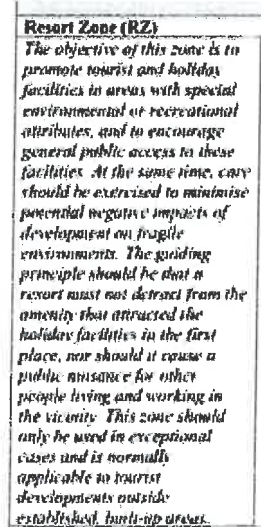 Resort Zone (RZ)
The objective of this zone is to
promote tourist and holiday
facilities in areas with special
environmental or recreational
attributes, and to encourage
general public access to these
facilities. At the same time, care
should be exercised to minimise
potential negative impacts of
development on fragile
environments. The guiding
principle should be that a
resort must not detract from the
amenity that attracted the
holiday facilities in the first
place, nor should it cause a
public nuisance for other
people living and working in
the vicinity. This zone should
only be used in exceptional
cases and is normally
applicable to tourist
developments outside
established, built-up areas.